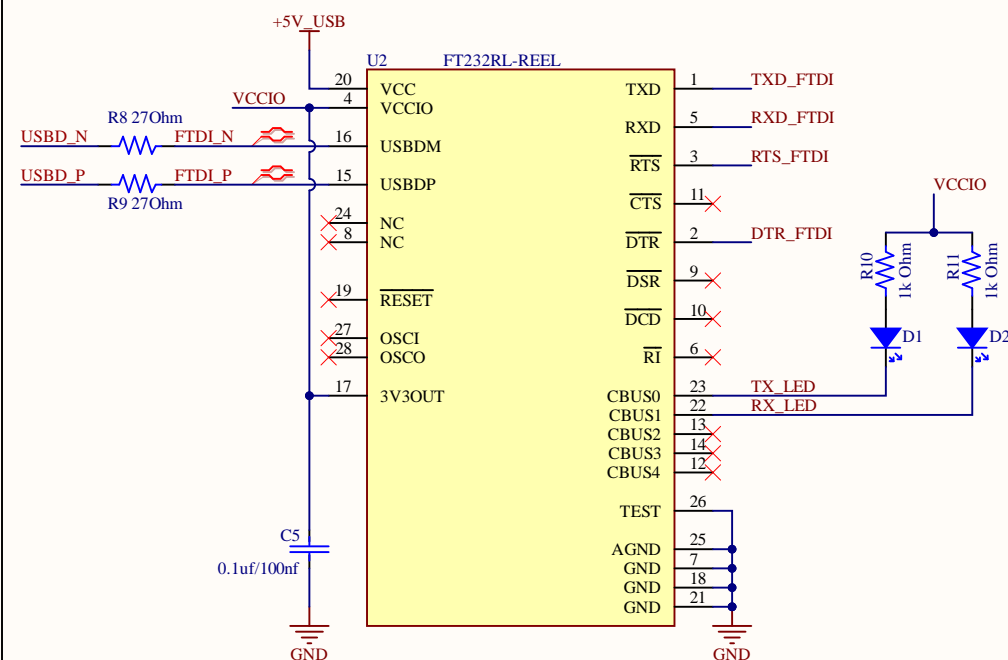 +5V_USB
U2 FT232RL-REEL
20 VCC
VCCIO 4 VCCIO
R8 27Ohm
USBD_N FTDI_N 16 USBDM
USBD_P FTDI_P 15 USBDP
R9 27Ohm
24 NC
8 NC
19 RESET
27 OSCI
28 OSCO
17 3V3OUT
C5
0.1uf/100nf
GND
TXD 1 TXD_FTDI
RXD 5 RXD_FTDI
RTS 3 RTS_FTDI
CTS 11
DTR 2 DTR_FTDI
DSR 9
DCD 10
RI 6
CBUS0 23 TX_LED
CBUS1 22 RX_LED
CBUS2 13
CBUS3 14
CBUS4 12
TEST 26
AGND 25
GND 7
GND 18
GND 21
GND
VCCIO
R10 1k Ohm
R11 1k Ohm
D1
D2